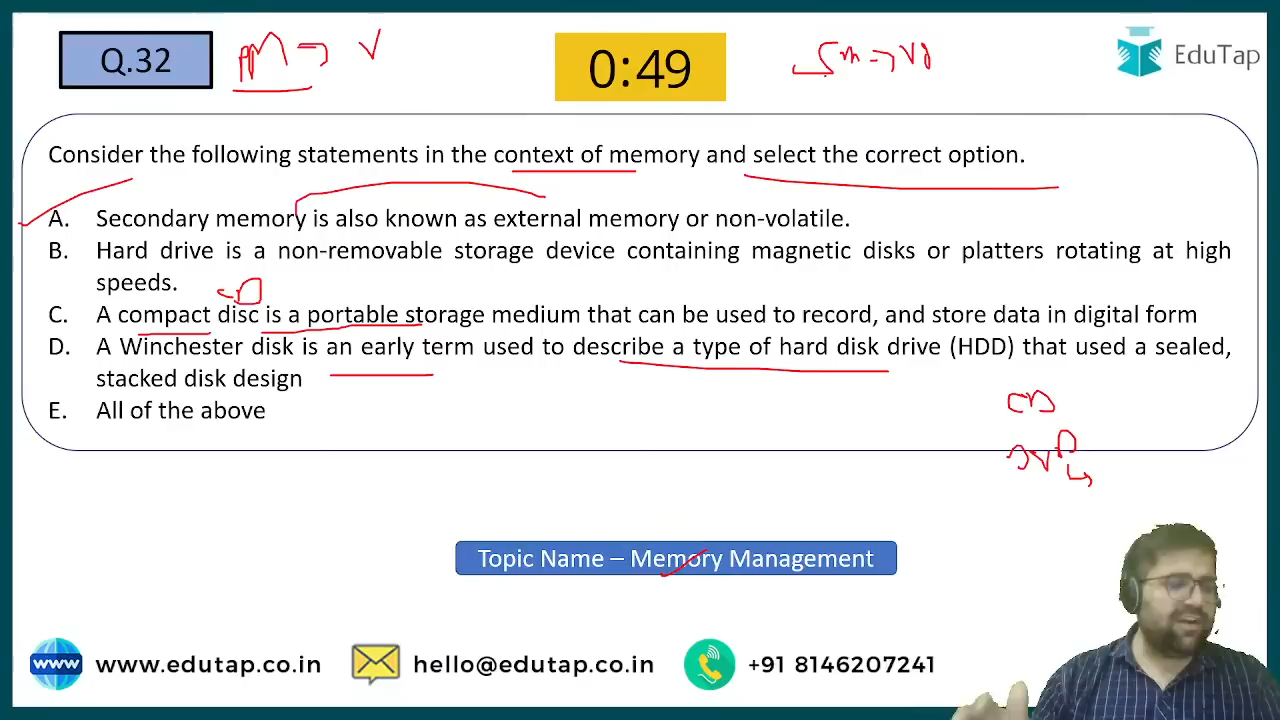 Q.32
PM → V
0:49
EduTap
Consider the following statements in the context of memory and select the correct option.
A. Secondary memory is also known as external memory or non-volatile.
B. Hard drive is a non-removable storage device containing magnetic disks or platters rotating at high
speeds.
C. A compact disc is a portable storage medium that can be used to record, and store data in digital form
D. A Winchester disk is an early term used to describe a type of hard disk drive (HDD) that used a sealed,
stacked disk design
E. All of the above
CD
Topic Name – Memory Management
www www.edutap.co.in
hello@edutap.co.in
+91 8146207241